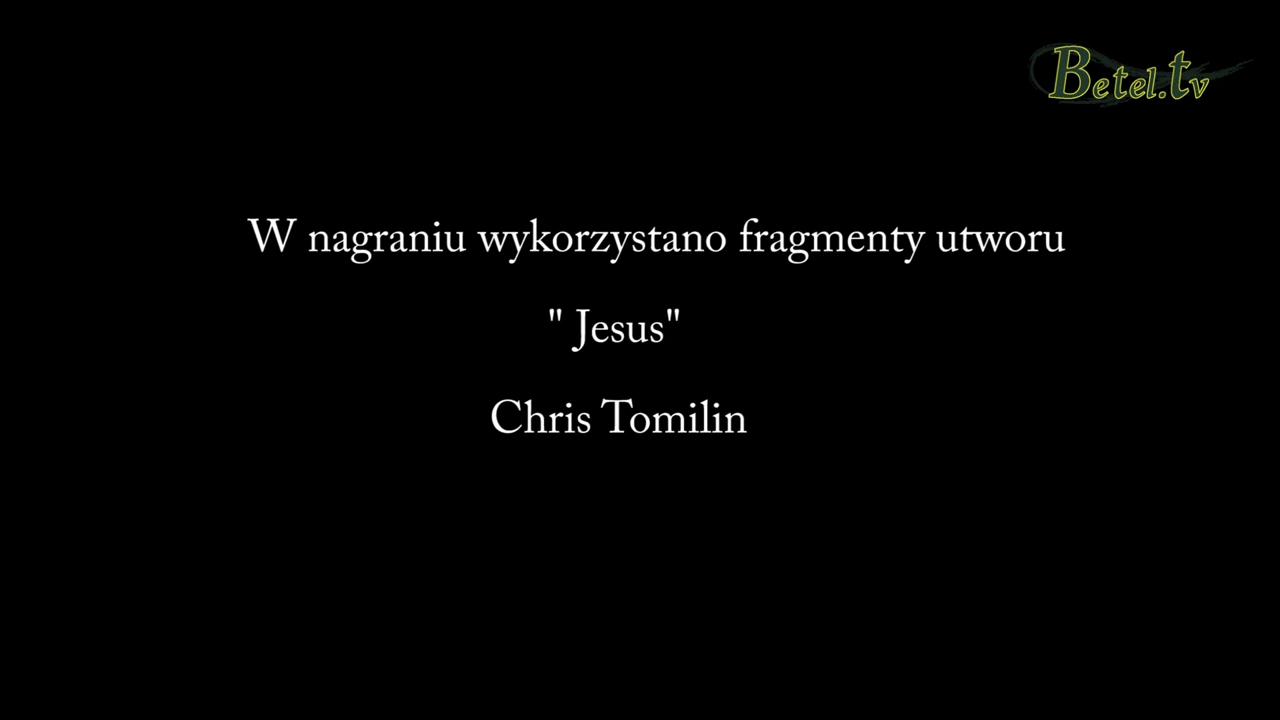 Betel.tv
W nagraniu wykorzystano fragmenty utworu
" Jesus"
Chris Tomilin